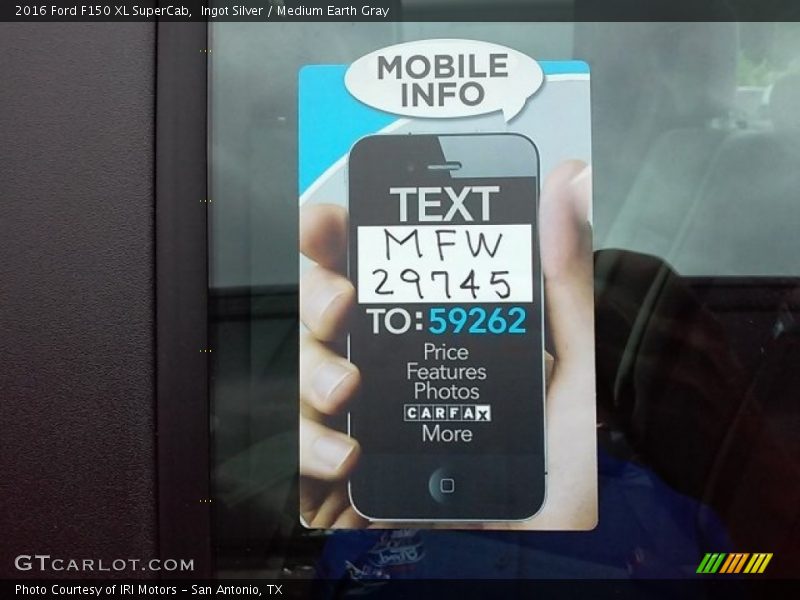 2016 Ford F150 XL SuperCab,  Ingot Silver / Medium Earth Gray
MOBILE
INFO
TEXT
MFW
29745
TO:59262
Price
Features
Photos
CARFAX
More
GTCARLOT.COM
Photo Courtesy of IRI Motors - San Antonio, TX